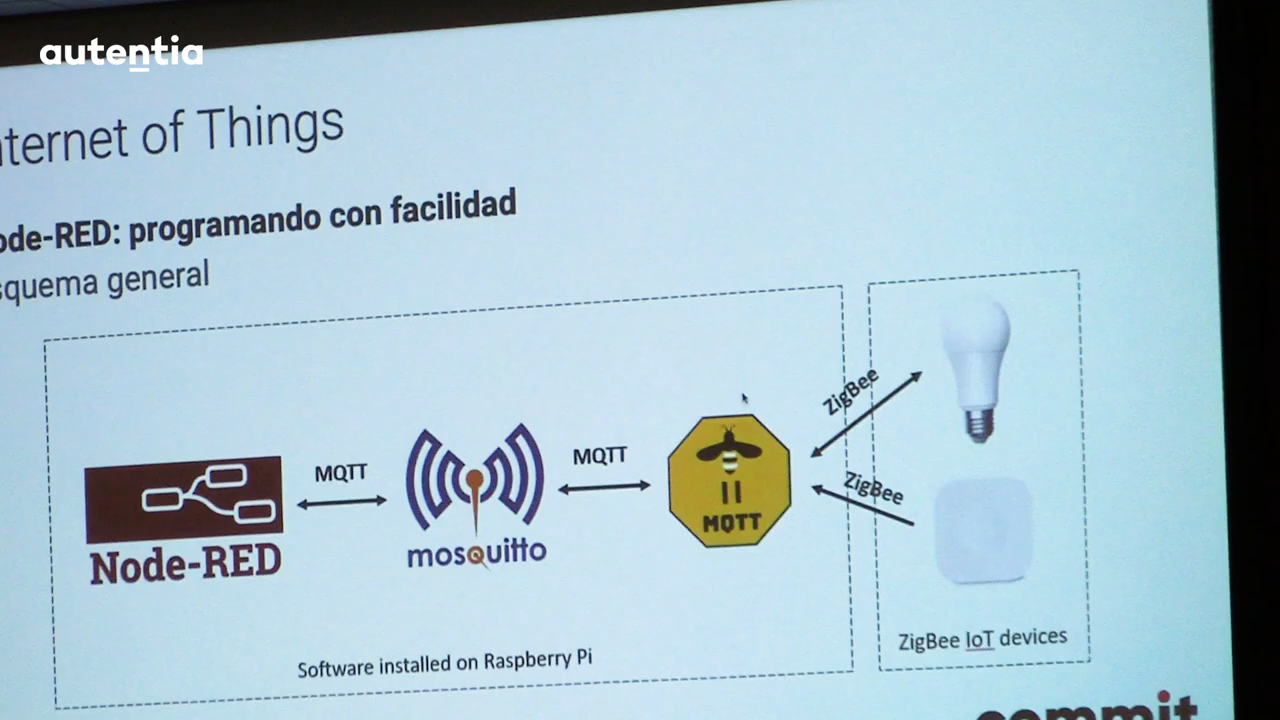 autentia
nternet of Things
ode-RED: programando con facilidad
squema general
MQTT
MQTT
ZigBee
ZigBee
MQTT
Node-RED
mosquitto
ZigBee IoT devices
Software installed on Raspberry Pi
commit